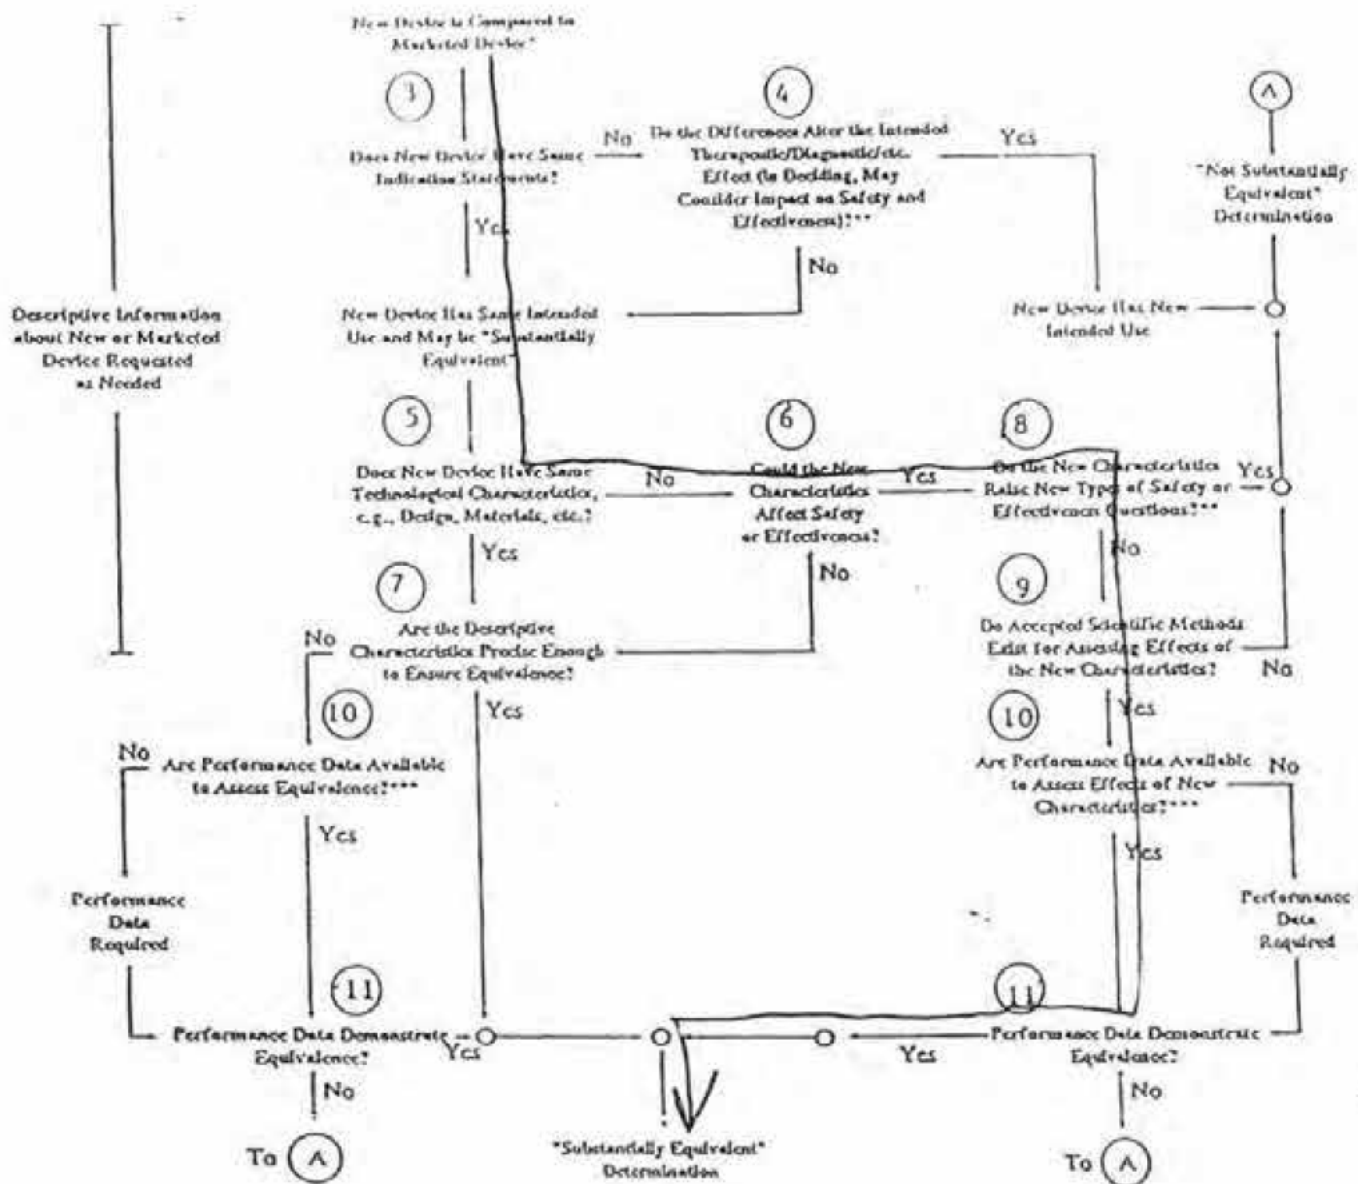 New Device is Compared to
Marketed Device*
3
Does New Device Have Same
Indication Statements?
No
4
Do the Differences Alter the Intended
Therapeutic/Diagnostic/etc.
Effect (in Deciding, May
Consider Impact on Safety and
Effectiveness)?**
Yes
A
"Not Substantially
Equivalent"
Determination
Yes
No
Descriptive Information
about New or Marketed
Device Requested
as Needed
New Device Has Same Intended
Use and May be "Substantially
Equivalent"
New Device Has New
Intended Use
5
Does New Device Have Same
Technological Characteristics,
e.g., Design, Materials, etc.?
No
6
Could the New
Characteristics
Affect Safety
or Effectiveness?
Yes
8
Do the New Characteristics
Raise New Types of Safety or
Effectiveness Questions?**
Yes
Yes
No
No
7
Are the Descriptive
Characteristics Precise Enough
to Ensure Equivalence?
No
9
Do Accepted Scientific Methods
Exist for Assessing Effects of
the New Characteristics?
No
Yes
Yes
10
Are Performance Data Available
to Assess Equivalence?***
No
10
Are Performance Data Available
to Assess Effects of New
Characteristics?***
No
Yes
Yes
Performance
Data
Required
Performance
Data
Required
11
Performance Data Demonstrate
Equivalence?
Yes
11
Performance Data Demonstrate
Equivalence?
Yes
No
No
To A
"Substantially Equivalent"
Determination
To A